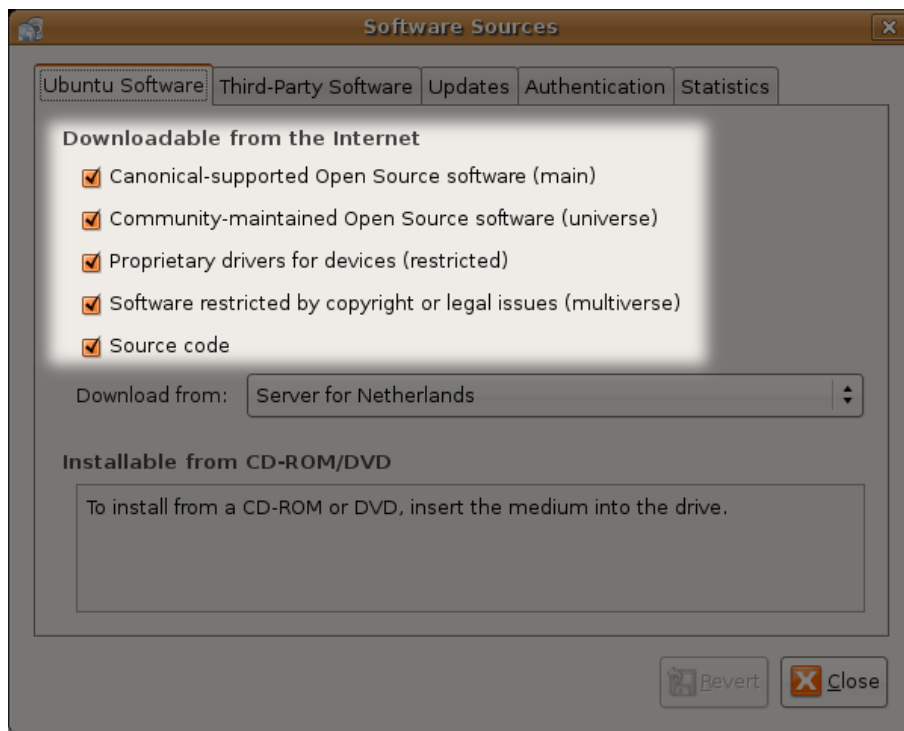 Software Sources
Ubuntu Software Third-Party Software Updates Authentication Statistics
Downloadable from the Internet
Canonical-supported Open Source software (main)
Community-maintained Open Source software (universe)
Proprietary drivers for devices (restricted)
Software restricted by copyright or legal issues (multiverse)
Source code
Download from: Server for Netherlands
Installable from CD-ROM/DVD
To install from a CD-ROM or DVD, insert the medium into the drive.
Revert Close